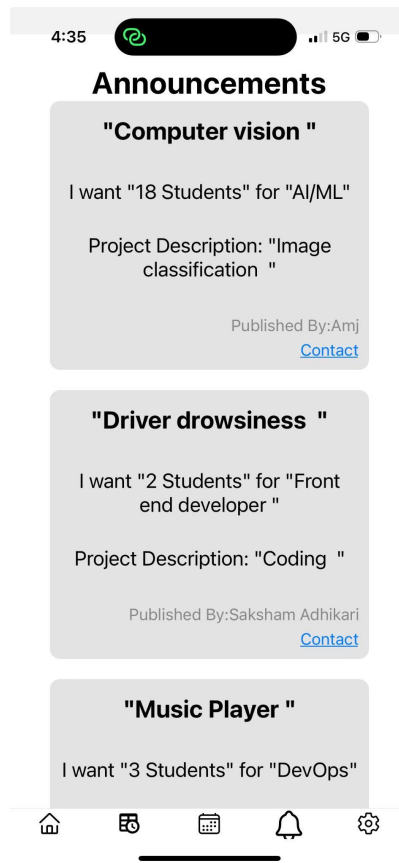 4:35
5G
Announcements
"Computer vision "
I want "18 Students" for "AI/ML"
Project Description: "Image
classification  "
Published By:Amj
Contact
"Driver drowsiness  "
I want "2 Students" for "Front
end developer "
Project Description: "Coding  "
Published By:Saksham Adhikari
Contact
"Music Player "
I want "3 Students" for "DevOps"